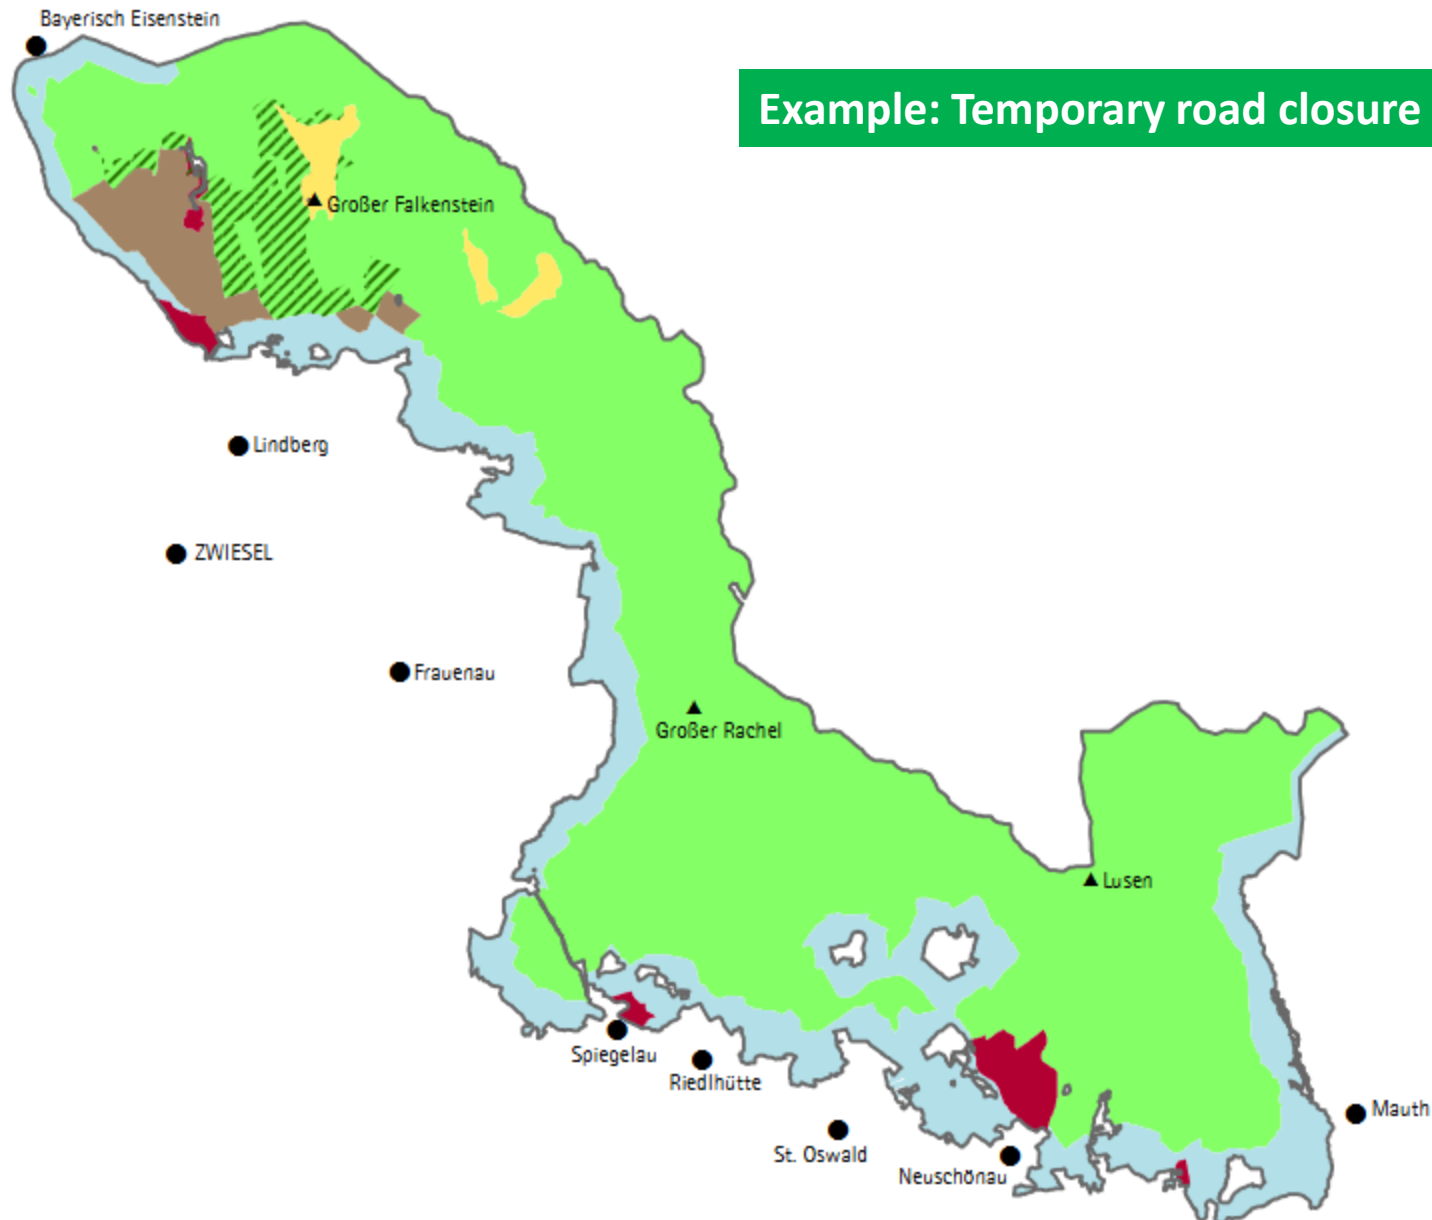 Bayerisch Eisenstein
Example: Temporary road closure
Großer Falkenstein
Lindberg
ZWIESEL
Frauenau
Großer Rachel
Lusen
Spiegelau
Riedlhütte
Mauth
St. Oswald
Neuschönau